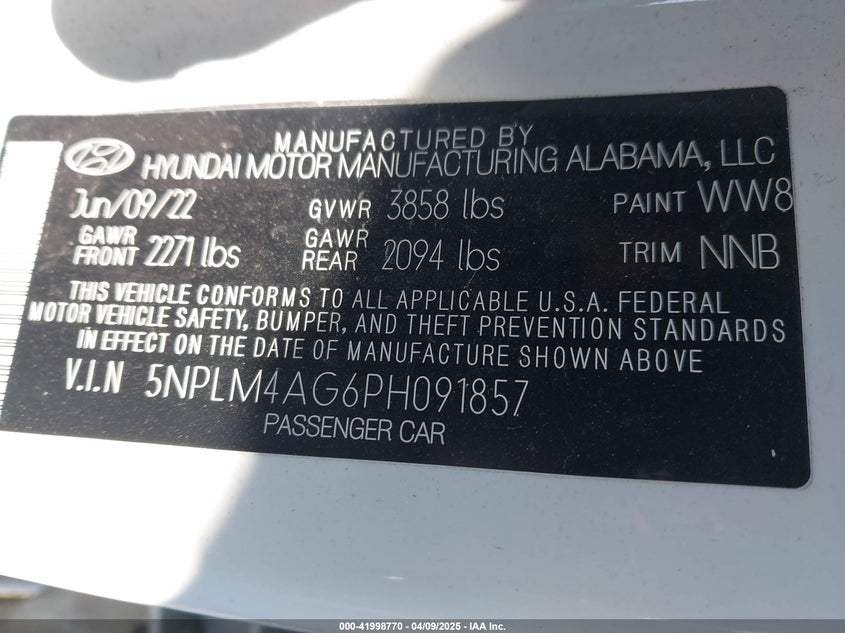 MANUFACTURED BY
HYUNDAI MOTOR MANUFACTURING ALABAMA, LLC
Jun/09/22 GVWR 3858 lbs PAINT WW8
GAWR FRONT 2271 lbs GAWR REAR 2094 lbs TRIM NNB
THIS VEHICLE CONFORMS TO ALL APPLICABLE U.S.A. FEDERAL
MOTOR VEHICLE SAFETY, BUMPER, AND THEFT PREVENTION STANDARDS
IN EFFECT ON THE DATE OF MANUFACTURE SHOWN ABOVE
V.I.N 5NPLM4AG6PH091857
PASSENGER CAR
000-41998770 | 04/09/2025 - IAA Inc.